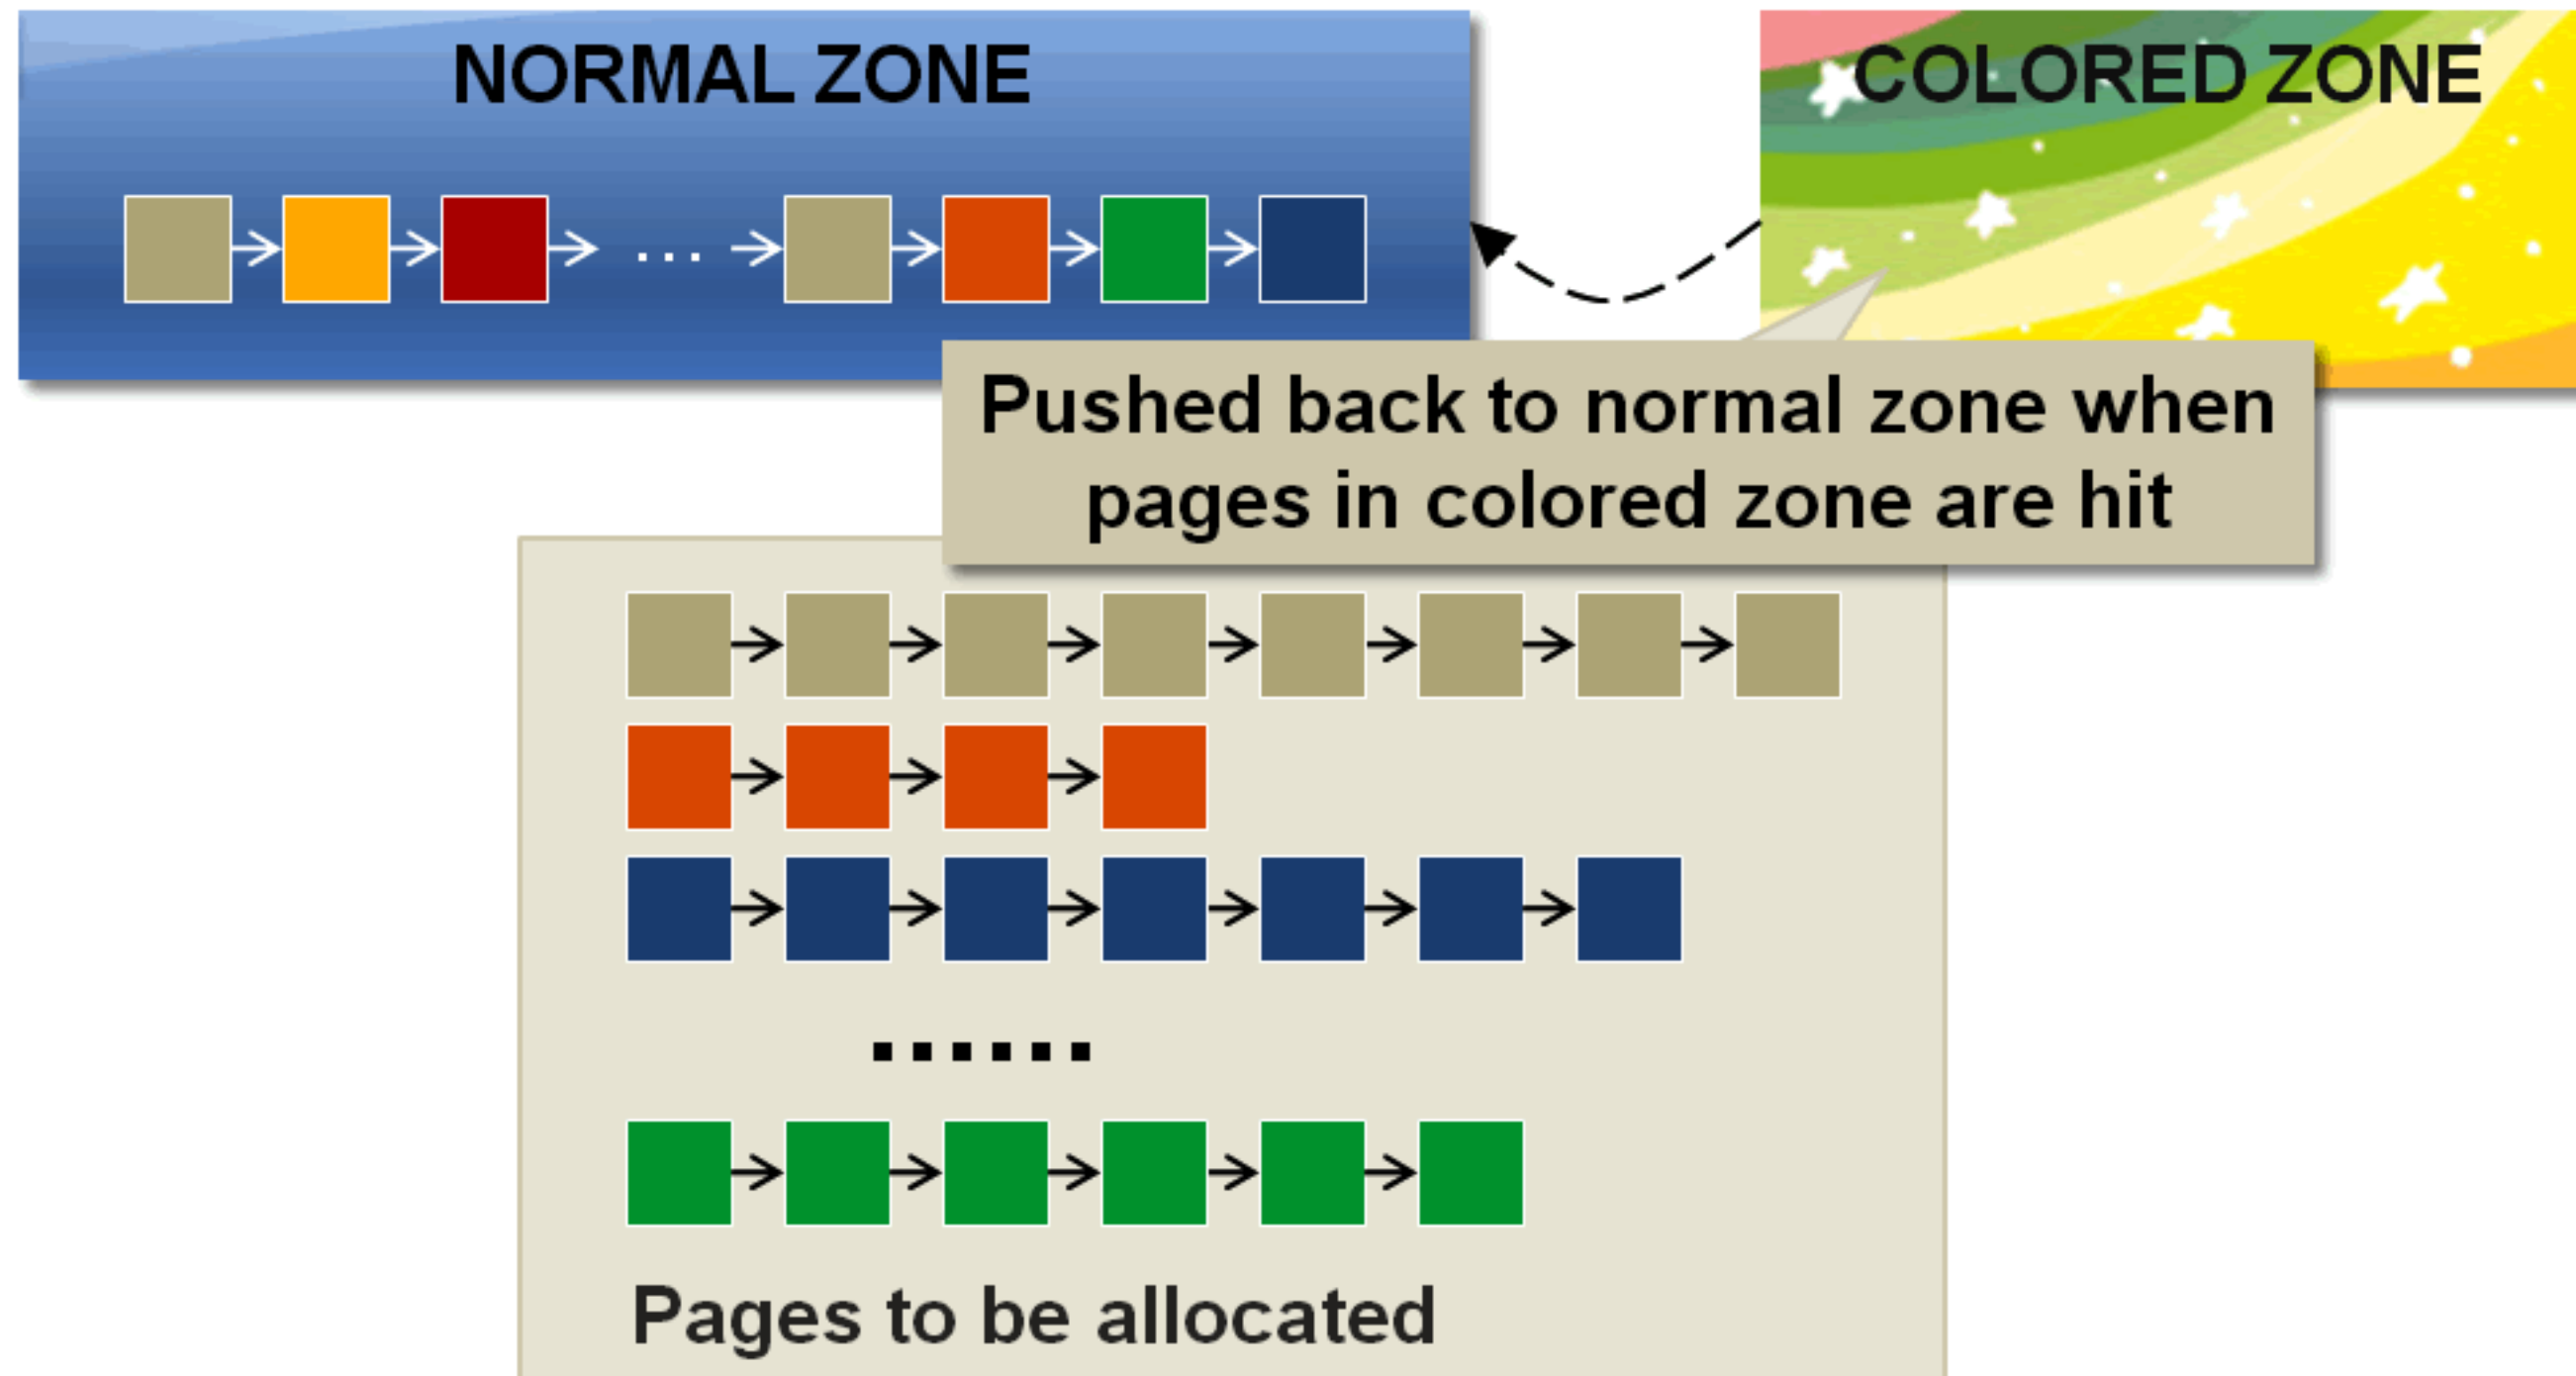 NORMAL ZONE
COLORED ZONE
...
Pushed back to normal zone when
pages in colored zone are hit
......
Pages to be allocated